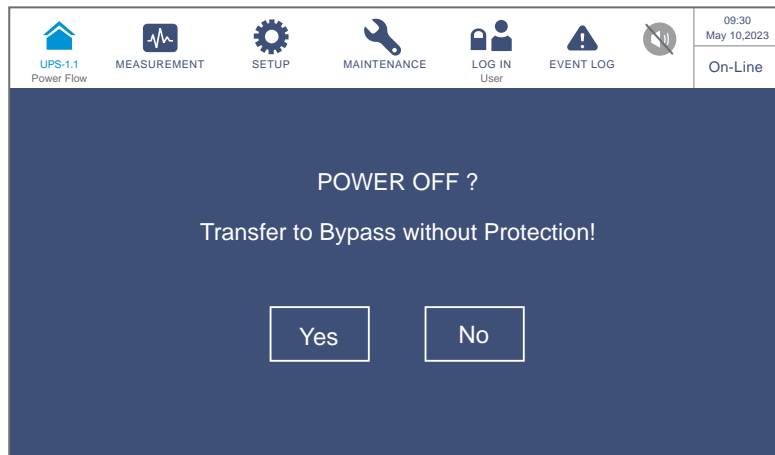 UPS-1.1
Power Flow
MEASUREMENT
SETUP
MAINTENANCE
LOG IN
User
EVENT LOG
09:30
May 10,2023
On-Line
POWER OFF ?
Transfer to Bypass without Protection!
Yes
No